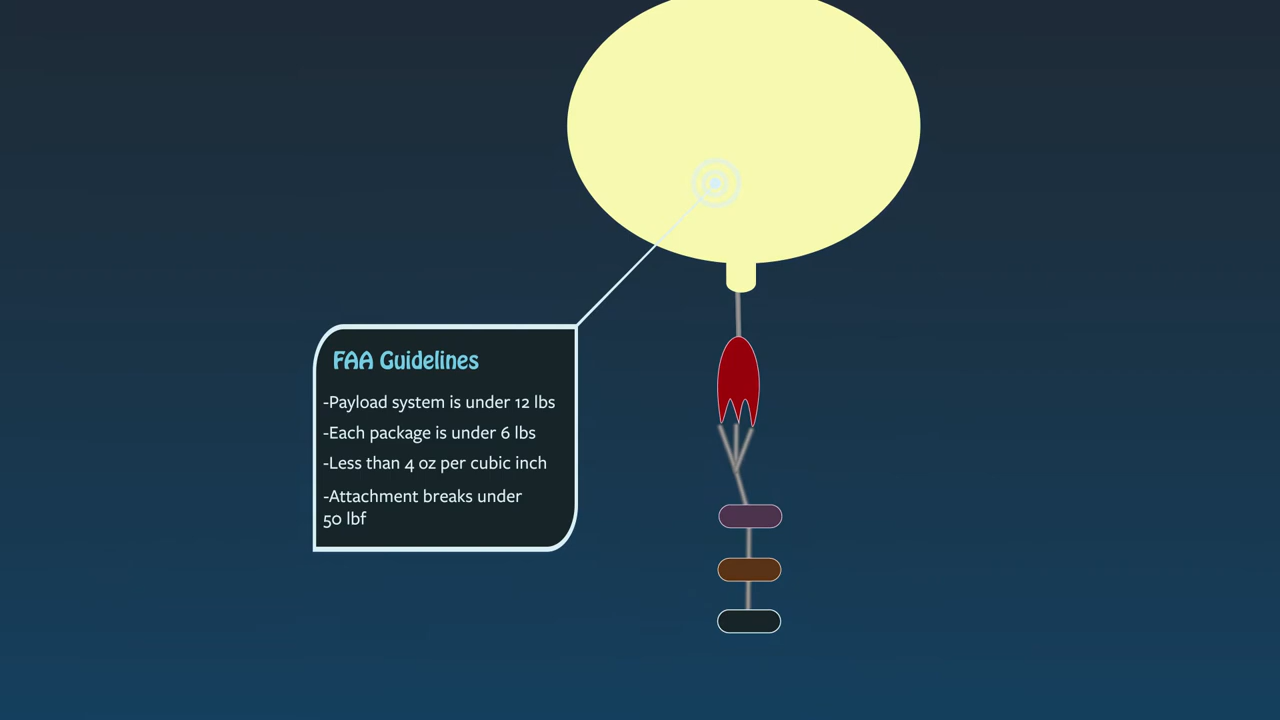 FAA Guidelines
-Payload system is under 12 lbs
-Each package is under 6 lbs
-Less than 4 oz per cubic inch
-Attachment breaks under
50 lbf